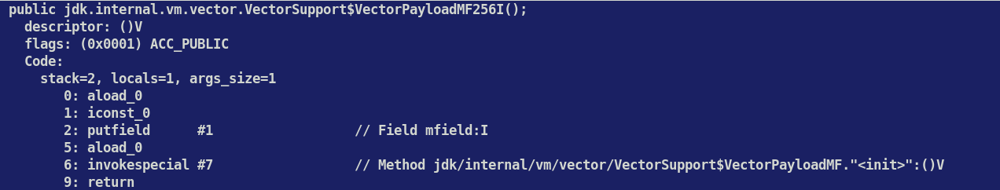 public jdk.internal.vm.vector.VectorSupport$VectorPayloadMF256I();
descriptor: ()V
flags: (0x0001) ACC_PUBLIC
Code:
stack=2, locals=1, args_size=1
0: aload_0
1: iconst_0
2: putfield #1 // Field mfield:I
5: aload_0
6: invokespecial #7 // Method jdk/internal/vm/vector/VectorSupport$VectorPayloadMF."<init>":()V
9: return